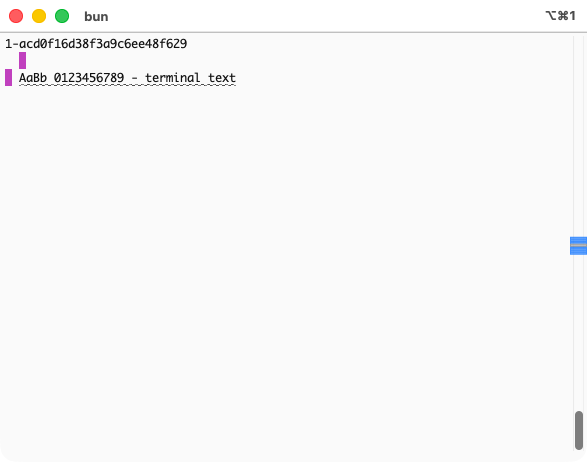 bun
⌥⌘1
1-acd0f16d38f3a9c6ee48f629
AaBb 0123456789 - terminal text